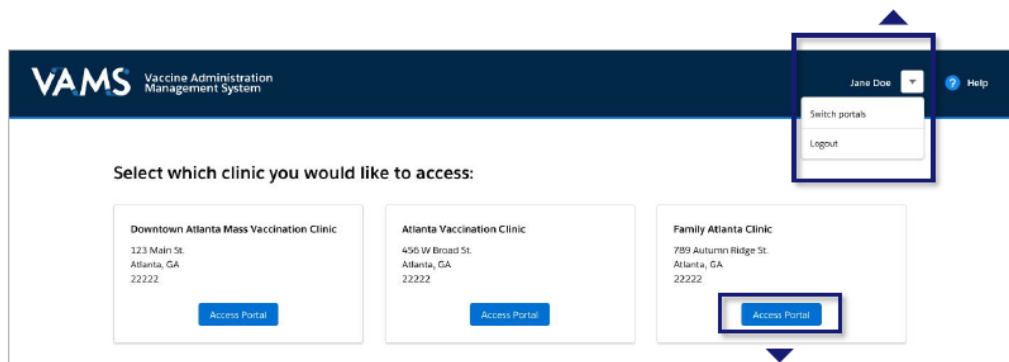 VAMS Vaccine Administration
Management System
Jane Doe
? Help
Switch portals
Logout
Select which clinic you would like to access:
Downtown Atlanta Mass Vaccination Clinic
123 Main St.
Atlanta, GA
22222
Access Portal
Atlanta Vaccination Clinic
456 W Broad St.
Atlanta, GA
22222
Access Portal
Family Atlanta Clinic
789 Autumn Ridge St.
Atlanta, GA
22222
Access Portal